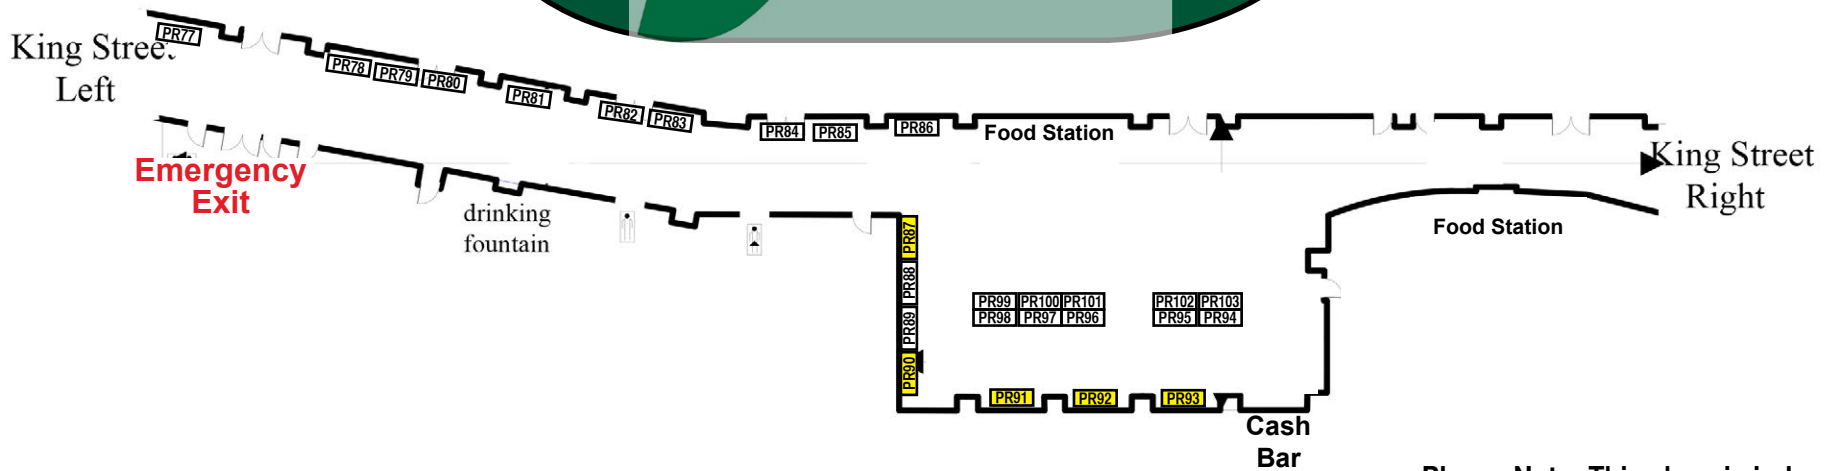 King Street
Left
PR77
PR78
PR79
PR80
PR81
PR82
PR83
PR84
PR85
PR86
Food Station
King Street
Right
Emergency
Exit
drinking
fountain
Food Station
PR87
PR88
PR89
PR90
PR99 PR100 PR101
PR98 PR97 PR96
PR102 PR103
PR95 PR94
PR91
PR92
PR93
Cash
Bar